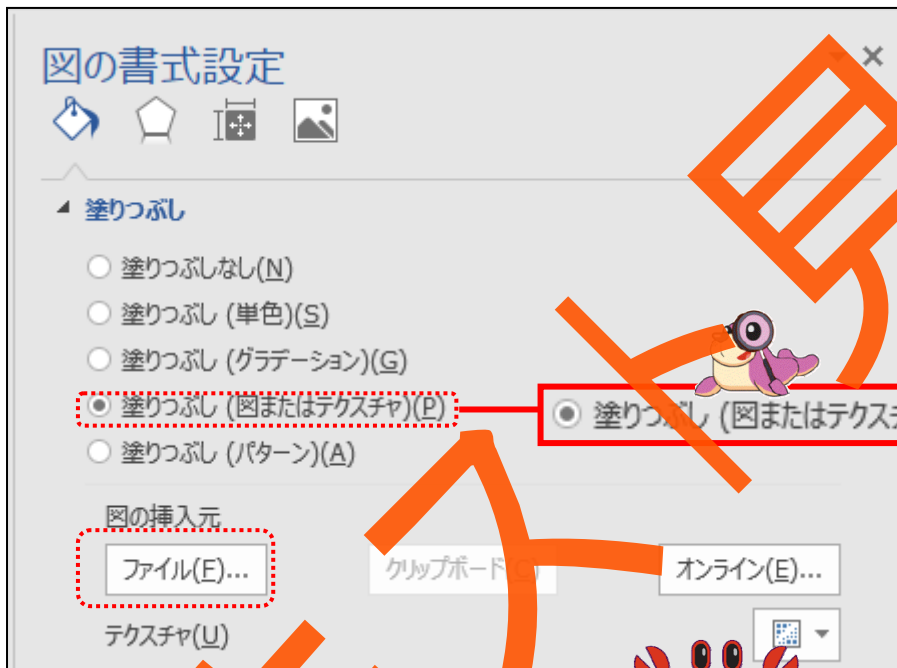 図の書式設定
塗りつぶし
塗りつぶしなし(N)
塗りつぶし (単色)(S)
塗りつぶし (グラデーション)(G)
塗りつぶし (図またはテクスチャ)(P)
塗りつぶし (図またはテクス
塗りつぶし (パターン)(A)
図の挿入元
ファイル(F)...
クリップボード(C)
オンライン(E)...
テクスチャ(U)